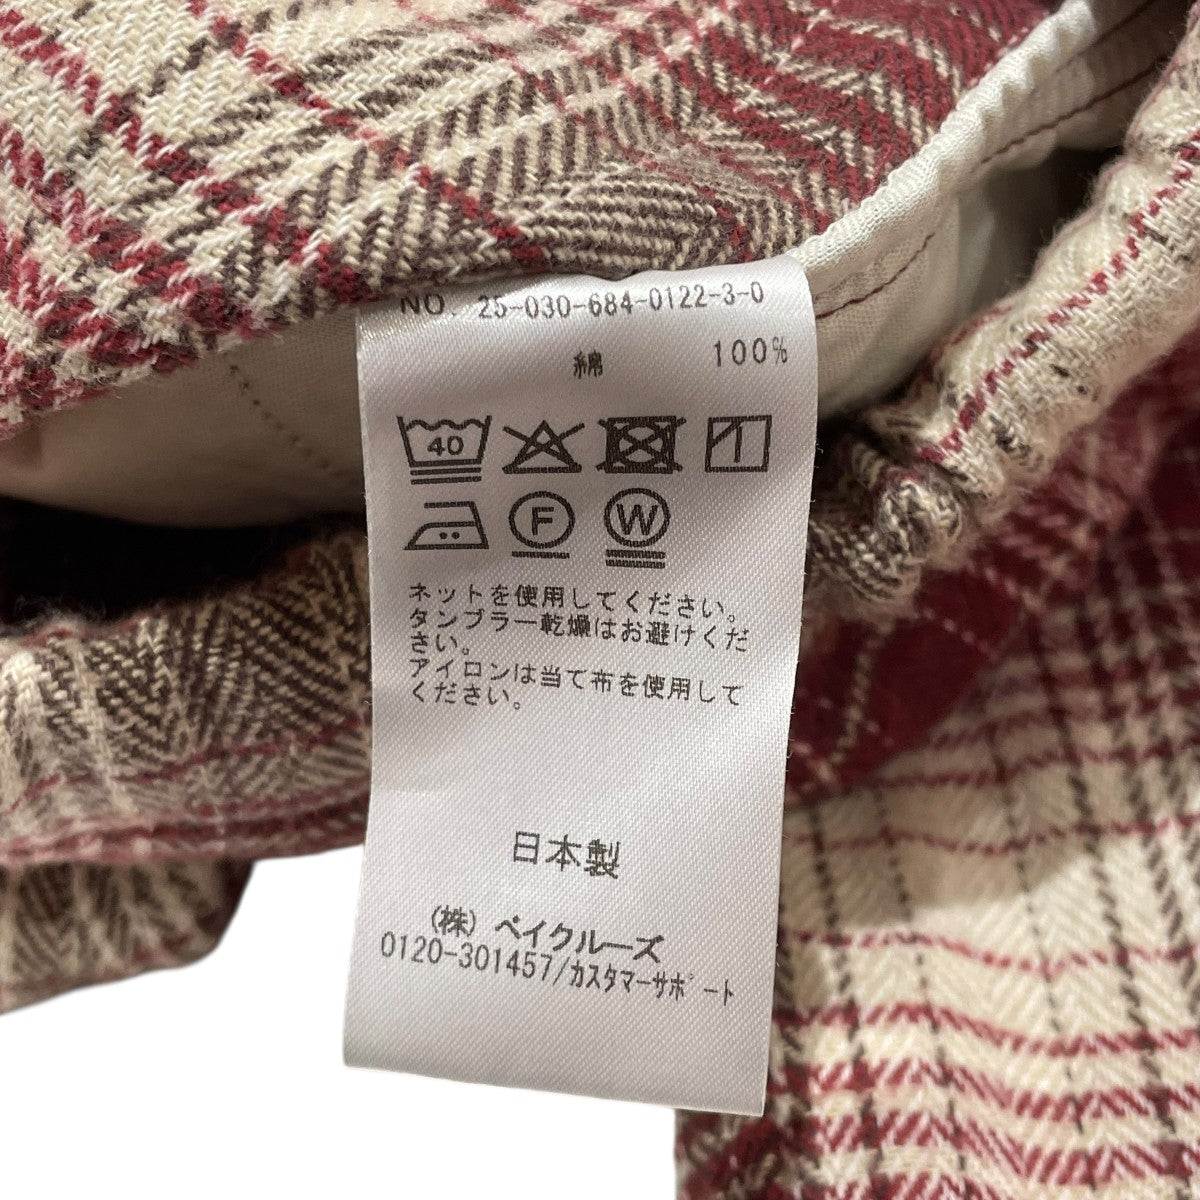 NO. 25-030-684-0122-3-0
綿 100%
40
F W
ネットを使用してください。
タンブラー乾燥はお避けくだ
さい。
アイロンは当て布を使用して
ください。
日本製
(株) ベイクルーズ
0120-301457/カスタマーサポート